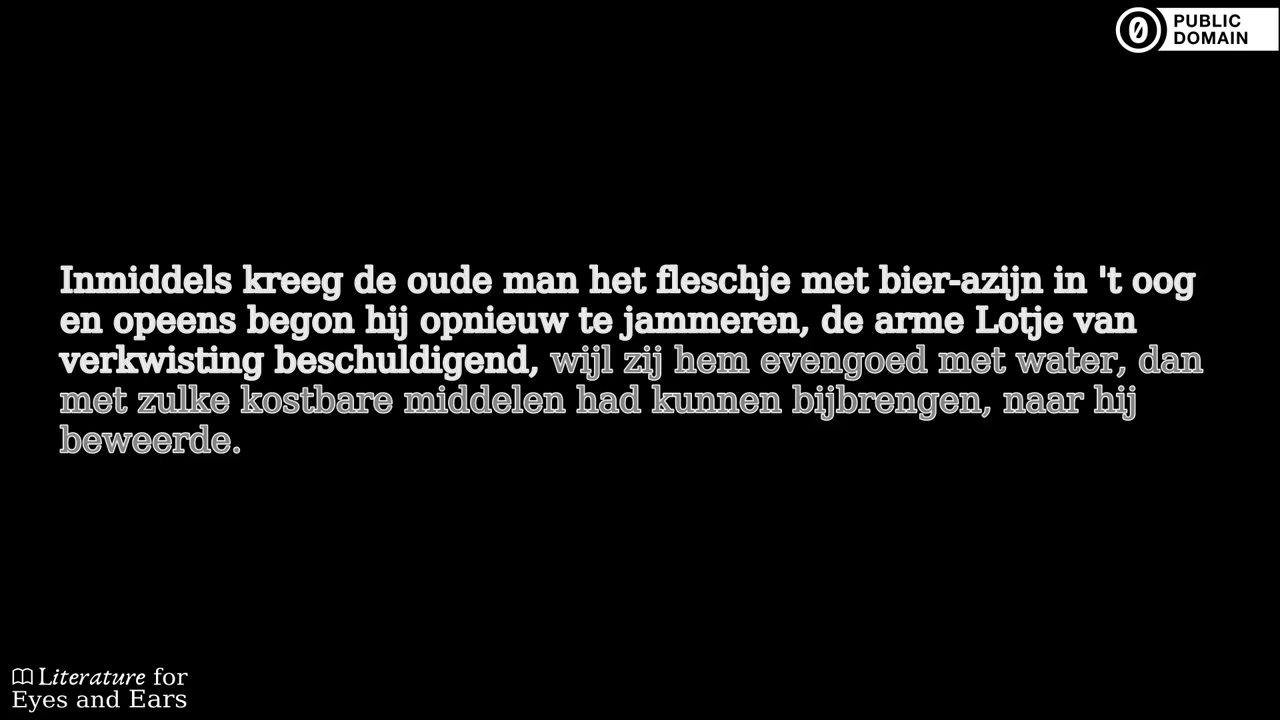 PUBLIC
DOMAIN
Inmiddels kreeg de oude man het fleschje met bier-azijn in 't oog
en opeens begon hij opnieuw te jammeren, de arme Lotje van
verkwisting beschuldigend, wijl zij hem evengoed met water, dan
met zulke kostbare middelen had kunnen bijbrengen, naar hij
beweerde.
Literature for
Eyes and Ears